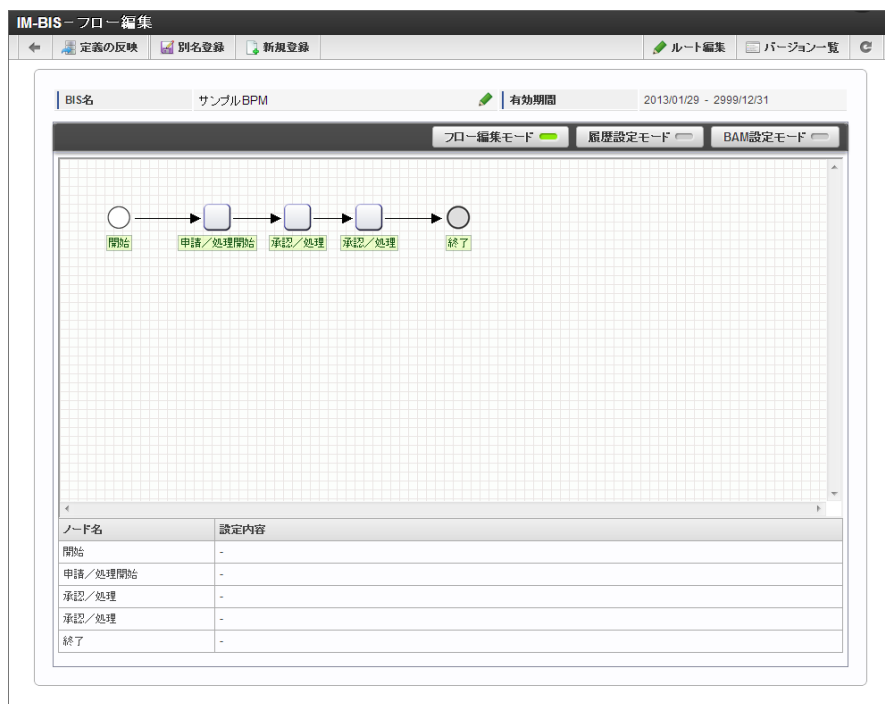 IM-BIS－フロー編集
定義の反映 別名登録 新規登録 ルート編集 バージョン一覧
BIS名 サンプルBPM 有効期間 2013/01/29 - 2999/12/31
フロー編集モード 履歴設定モード BAM設定モード
開始 申請／処理開始 承認／処理 承認／処理 終了
ノード名 設定内容
開始 -
申請／処理開始 -
承認／処理 -
承認／処理 -
終了 -